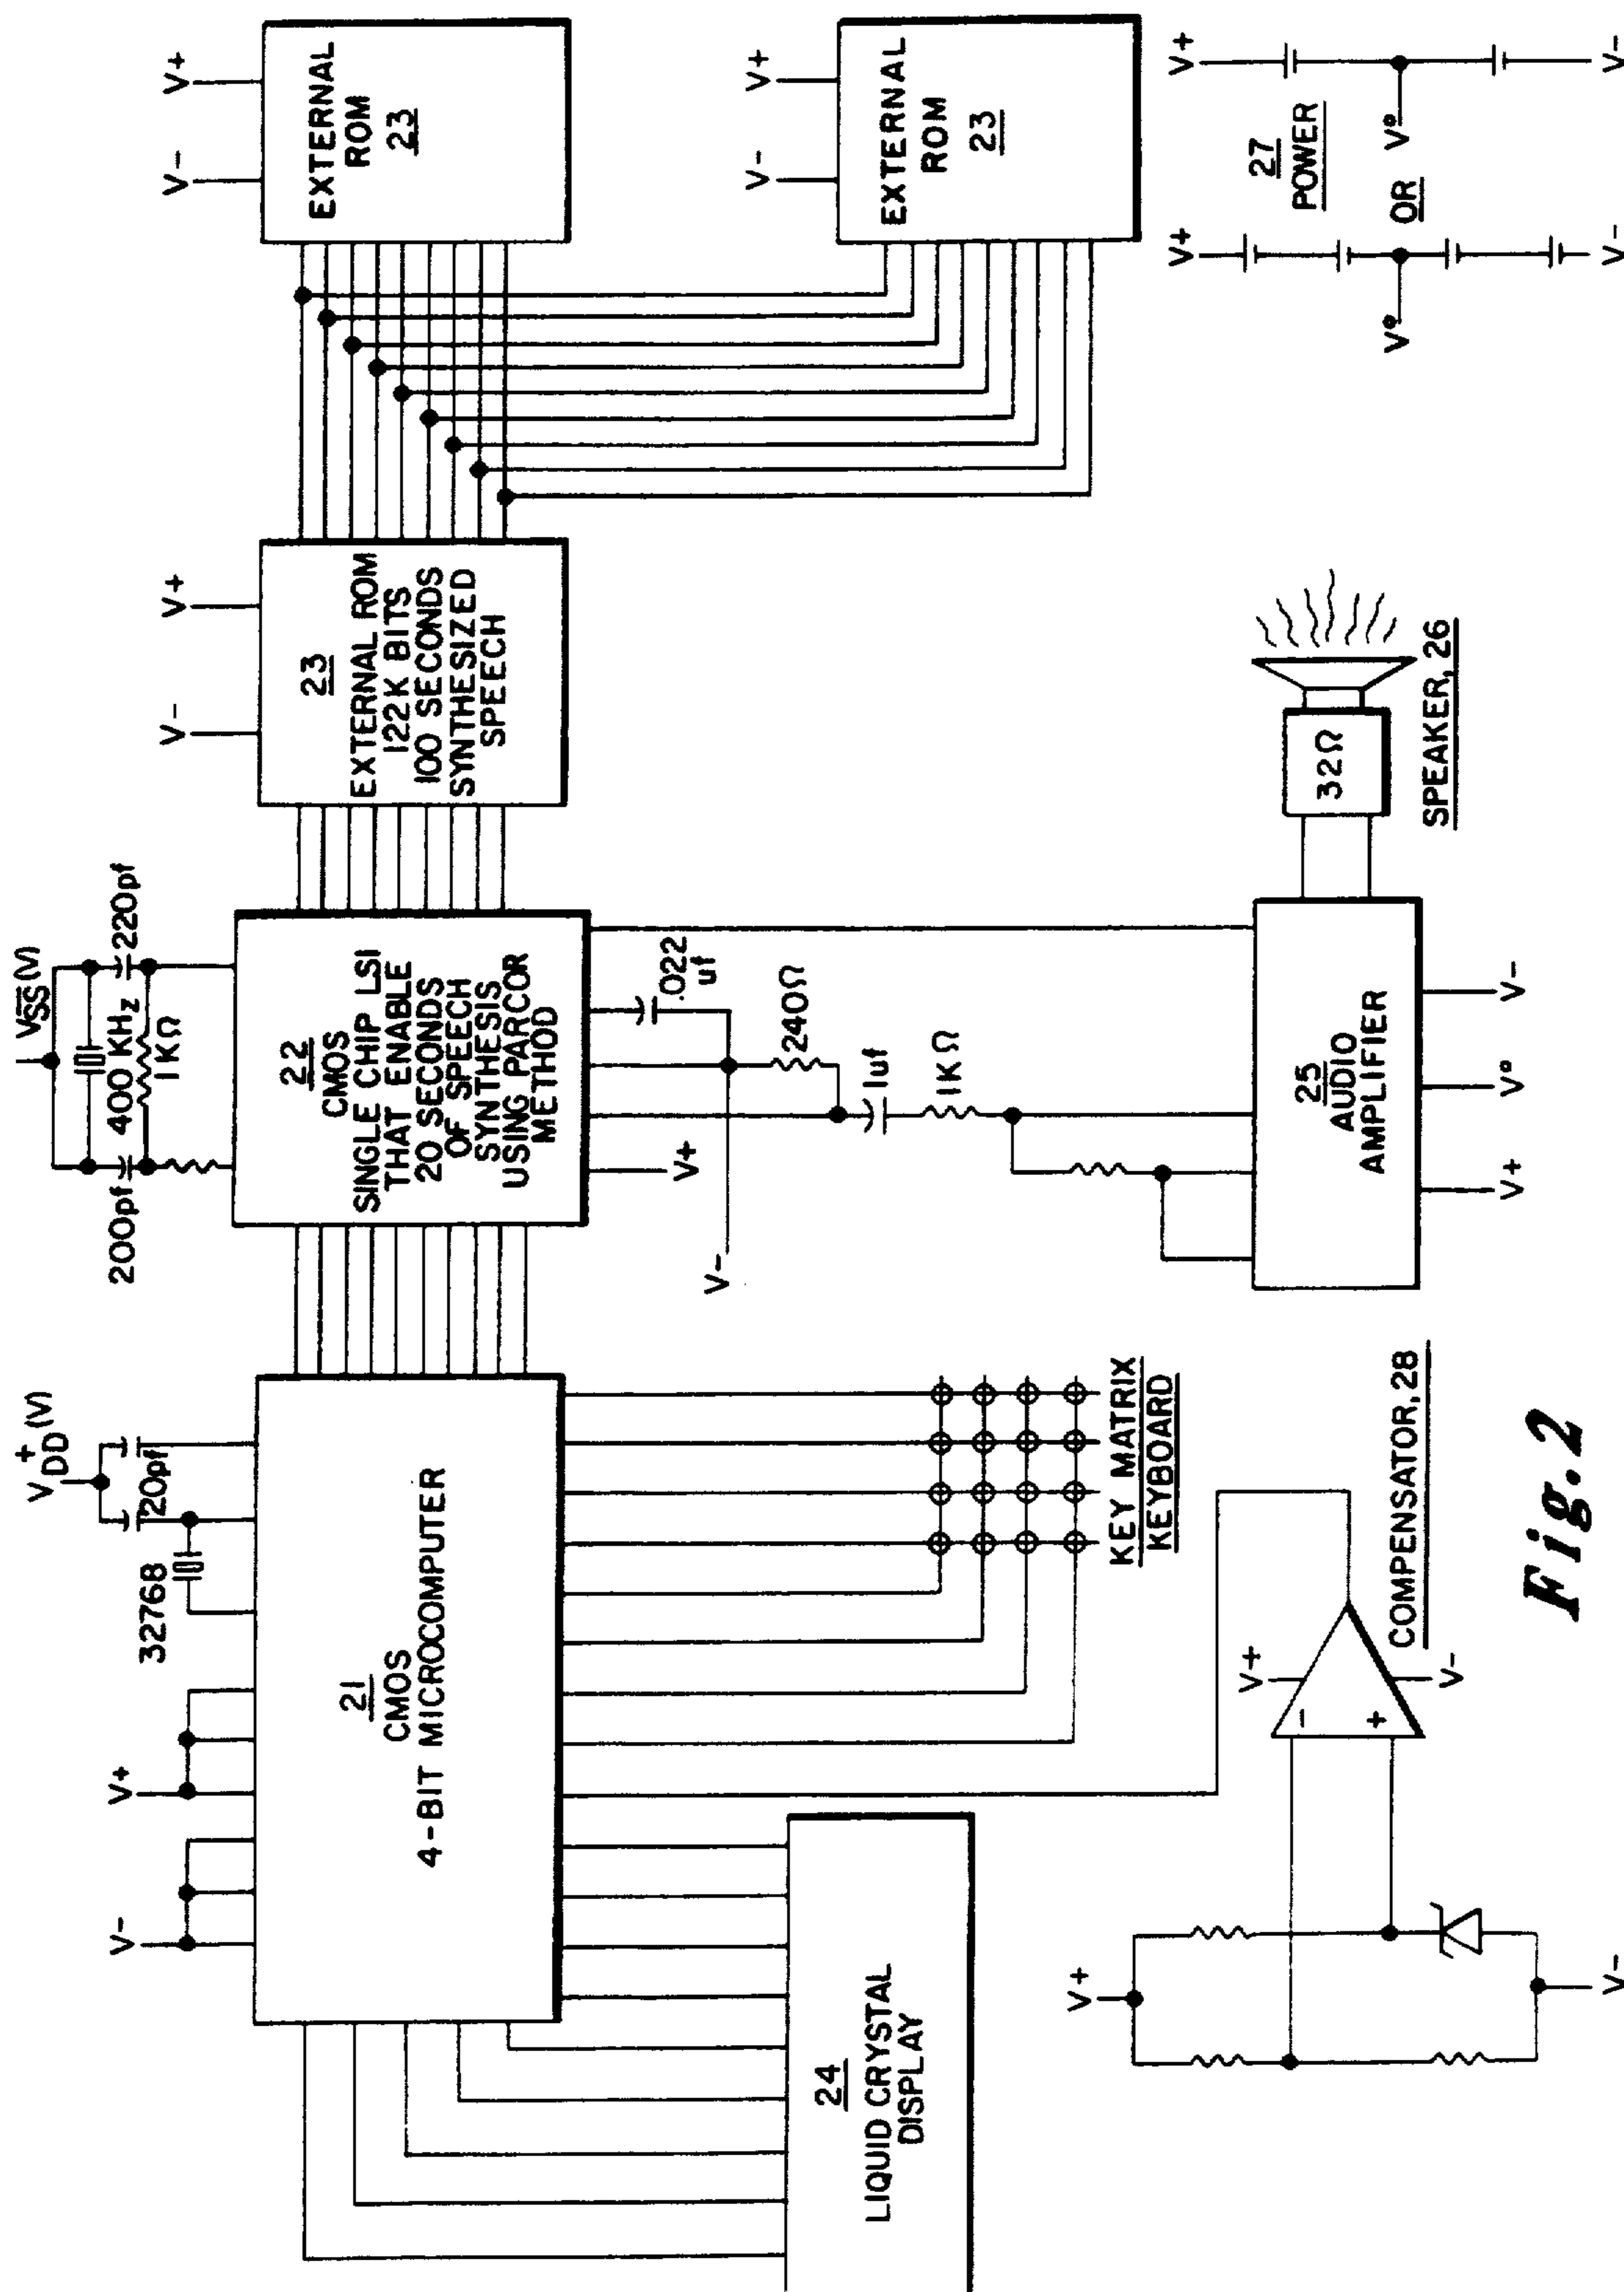 V-
V+
V+DD(V)
32768
20pf
21
CMOS
4-BIT MICROCOMPUTER
VSS(V)
200pf
400 KHz
220pf
1KΩ
22
CMOS
SINGLE CHIP LSI
THAT ENABLE
20 SECONDS
OF SPEECH
SYNTHESIS
USING PARCOR
METHOD
V-
V+
23
EXTERNAL ROM
122K BITS
100 SECONDS
SYNTHESIZED
SPEECH
V-
V+
EXTERNAL
ROM
23
V-
V+
EXTERNAL
ROM
23
24
LIQUID CRYSTAL
DISPLAY
KEY MATRIX
KEYBOARD
V-
V+
.022
uf
240Ω
1uf
1KΩ
25
AUDIO
AMPLIFIER
V+
V°
V-
32Ω
SPEAKER, 26
V+
V-
V+
-
+
V-
COMPENSATOR, 28
27
POWER
V+
V°
V-
OR
V+
V°
V-
Fig. 2